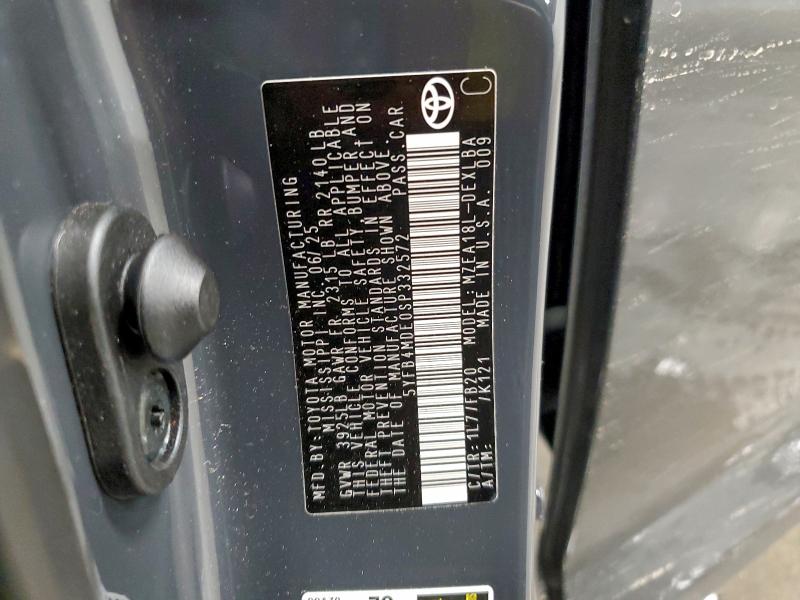 MFD. BY: TOYOTA MOTOR MANUFACTURING
MISSISSIPPI INC. 06/25
GVWR 3925LB GAWR FR 2315 LB RR 2140 LB
THIS VEHICLE CONFORMS TO ALL APPLICABLE
FEDERAL MOTOR VEHICLE SAFETY, BUMPER, AND
THEFT PREVENTION STANDARDS IN EFFECT ON
THE DATE OF MANUFACTURE SHOWN ABOVE.
5YFB4MDE0SP332572 PASS. CAR
C/TR: 1L7/FB20 MODEL: MZEA18L-DEXLBA
A/TM: /K121 MADE IN U.S.A. 009
C